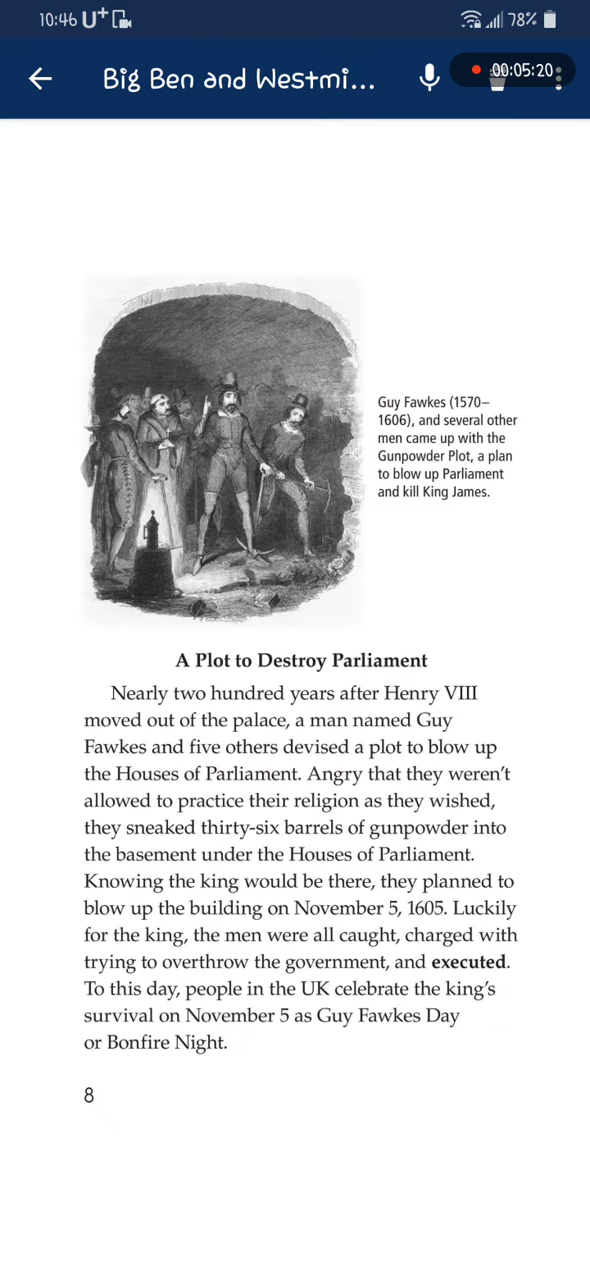 10:46 U+ 78%
Big Ben and Westmi... 00:05:20
Guy Fawkes (1570–
1606), and several other
men came up with the
Gunpowder Plot, a plan
to blow up Parliament
and kill King James.
A Plot to Destroy Parliament
Nearly two hundred years after Henry VIII
moved out of the palace, a man named Guy
Fawkes and five others devised a plot to blow up
the Houses of Parliament. Angry that they weren’t
allowed to practice their religion as they wished,
they sneaked thirty-six barrels of gunpowder into
the basement under the Houses of Parliament.
Knowing the king would be there, they planned to
blow up the building on November 5, 1605. Luckily
for the king, the men were all caught, charged with
trying to overthrow the government, and executed.
To this day, people in the UK celebrate the king’s
survival on November 5 as Guy Fawkes Day
or Bonfire Night.
8